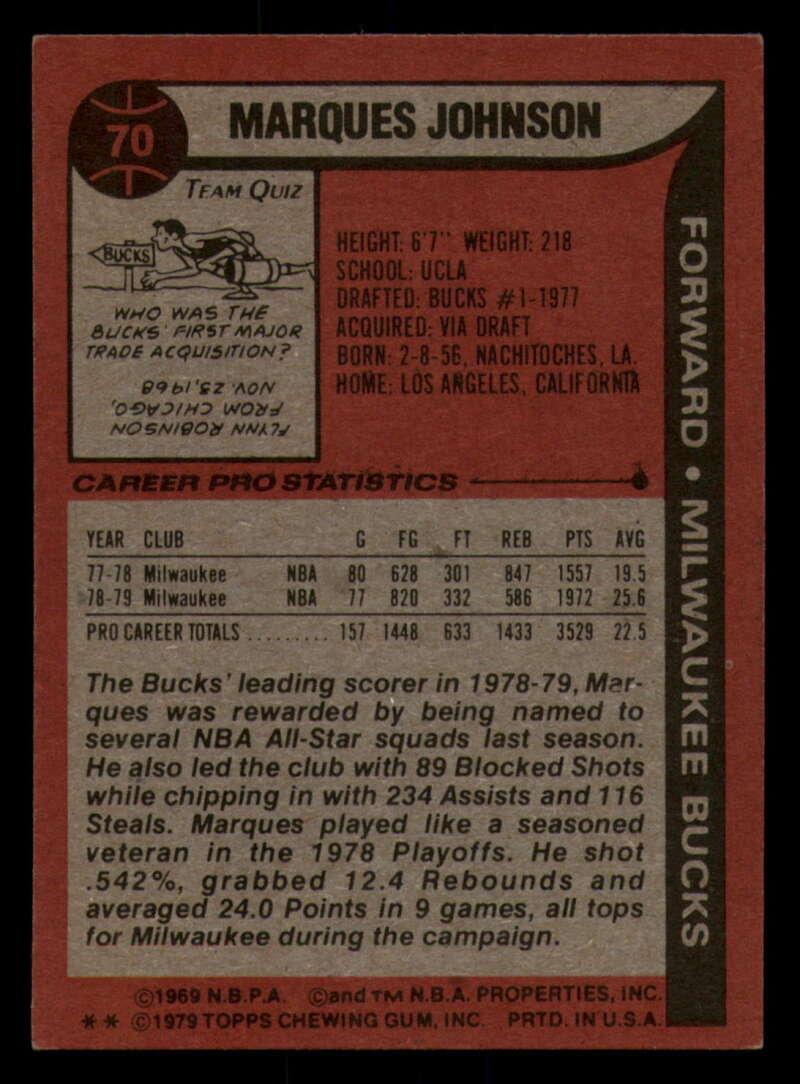 70
MARQUES JOHNSON
TEAM QUIZ
BUCKS
WHO WAS THE
BUCKS' FIRST MAJOR
TRADE ACQUISITION?
FLYNN ROBINSON
FROM CHICAGO,
NOV. 23, 1968
HEIGHT: 6'7" WEIGHT: 218
SCHOOL: UCLA
DRAFTED: BUCKS #1-1977
ACQUIRED: VIA DRAFT
BORN: 2-8-56, NACHITOCHES, LA.
HOME: LOS ANGELES, CALIFORNIA
FORWARD • MILWAUKEE BUCKS
CAREER PRO STATISTICS
YEAR CLUB G FG FT REB PTS AVG
77-78 Milwaukee NBA 80 628 301 847 1557 19.5
78-79 Milwaukee NBA 77 820 332 586 1972 25.6
PRO CAREER TOTALS ......... 157 1448 633 1433 3529 22.5
The Bucks' leading scorer in 1978-79, Mar-
ques was rewarded by being named to
several NBA All-Star squads last season.
He also led the club with 89 Blocked Shots
while chipping in with 234 Assists and 116
Steals. Marques played like a seasoned
veteran in the 1978 Playoffs. He shot
.542%, grabbed 12.4 Rebounds and
averaged 24.0 Points in 9 games, all tops
for Milwaukee during the campaign.
©1969 N.B.P.A. ©and TM N.B.A. PROPERTIES, INC.
** ©1979 TOPPS CHEWING GUM, INC. PRTD. IN U.S.A.